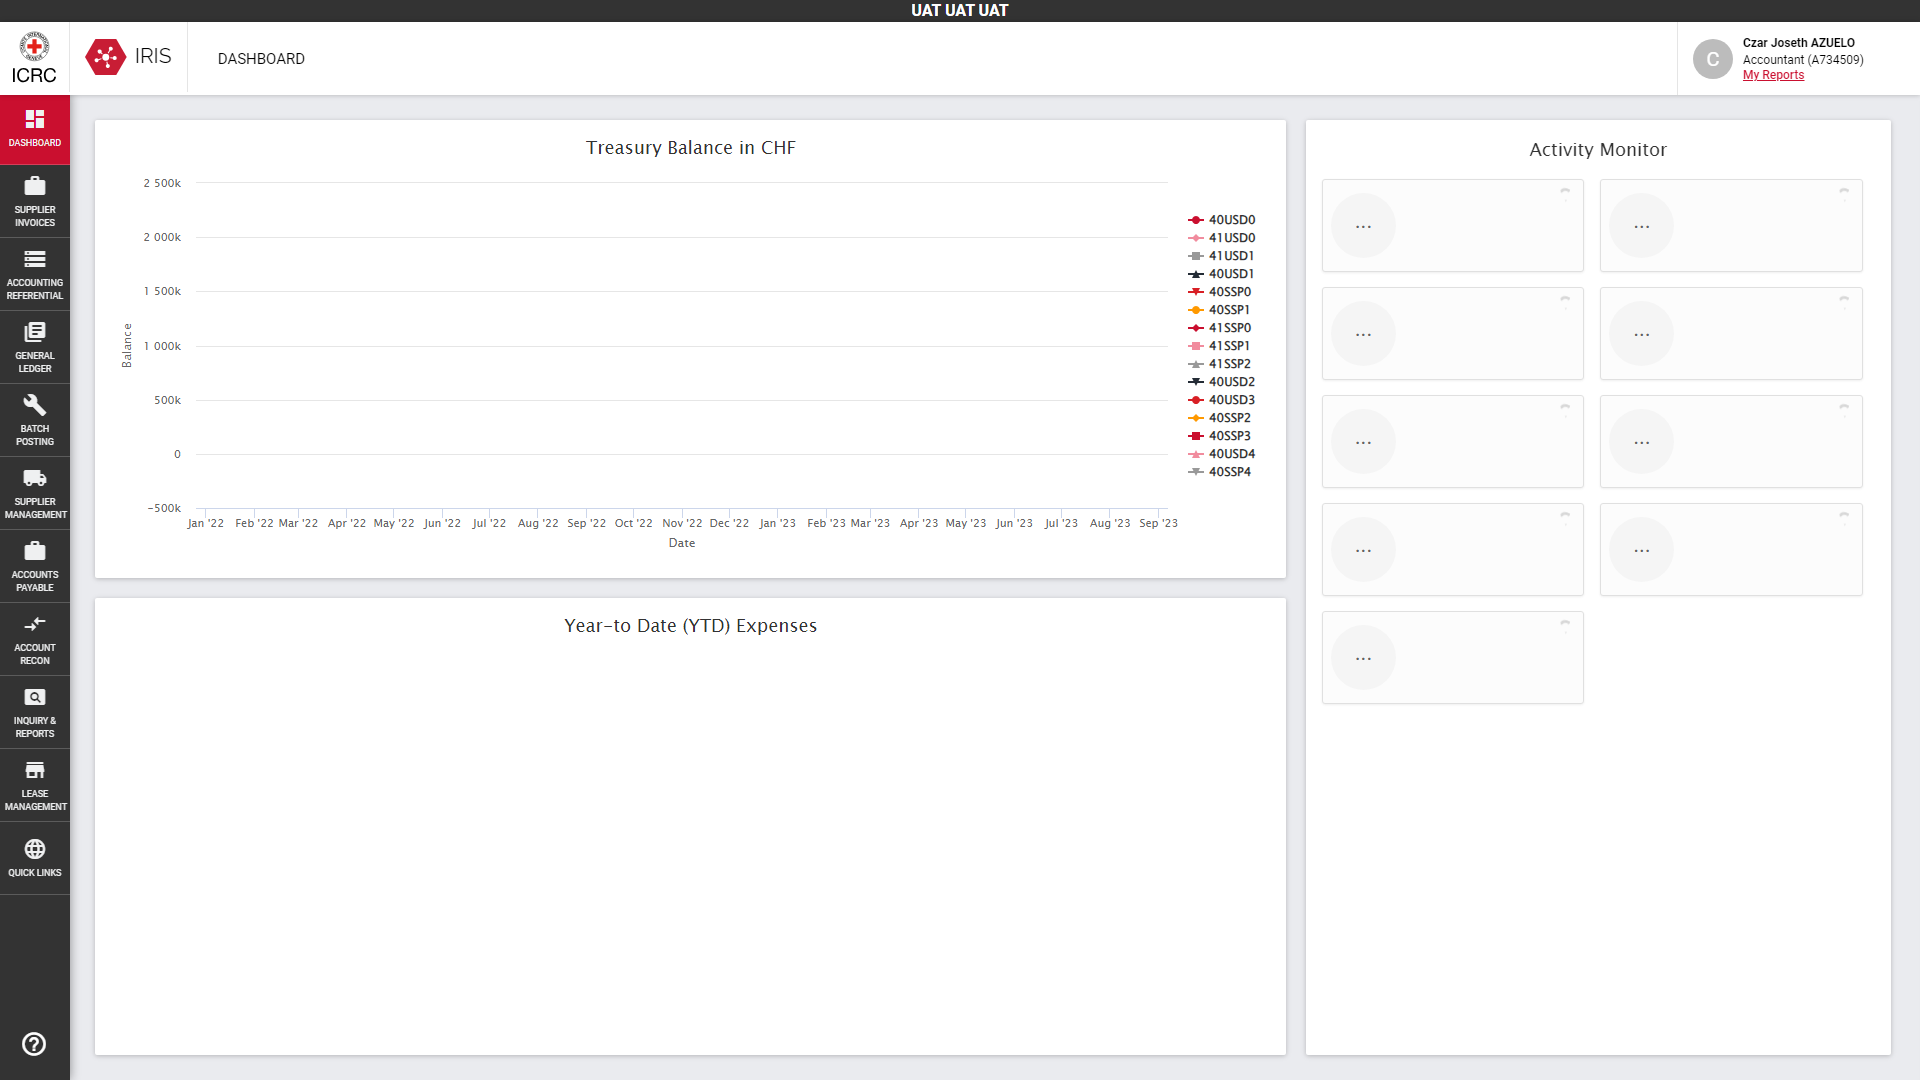 UAT UAT UAT
ICRC
IRIS
DASHBOARD
C
Czar Joseth AZUELO
Accountant (A734509)
My Reports
DASHBOARD
SUPPLIER
INVOICES
ACCOUNTING
REFERENTIAL
GENERAL
LEDGER
BATCH
POSTING
SUPPLIER
MANAGEMENT
ACCOUNTS
PAYABLE
ACCOUNT
RECON
INQUIRY &
REPORTS
LEASE
MANAGEMENT
QUICK LINKS
Treasury Balance in CHF
2 500k
2 000k
1 500k
1 000k
500k
0
-500k
Balance
Jan '22 Feb '22 Mar '22 Apr '22 May '22 Jun '22 Jul '22 Aug '22 Sep '22 Oct '22 Nov '22 Dec '22 Jan '23 Feb '23 Mar '23 Apr '23 May '23 Jun '23 Jul '23 Aug '23 Sep '23
Date
40USD0
41USD0
41USD1
40USD1
40SSP0
40SSP1
41SSP0
41SSP1
41SSP2
40USD2
40USD3
40SSP2
40SSP3
40USD4
40SSP4
Year-to Date (YTD) Expenses
Activity Monitor
... ...
... ...
... ...
... ...
...